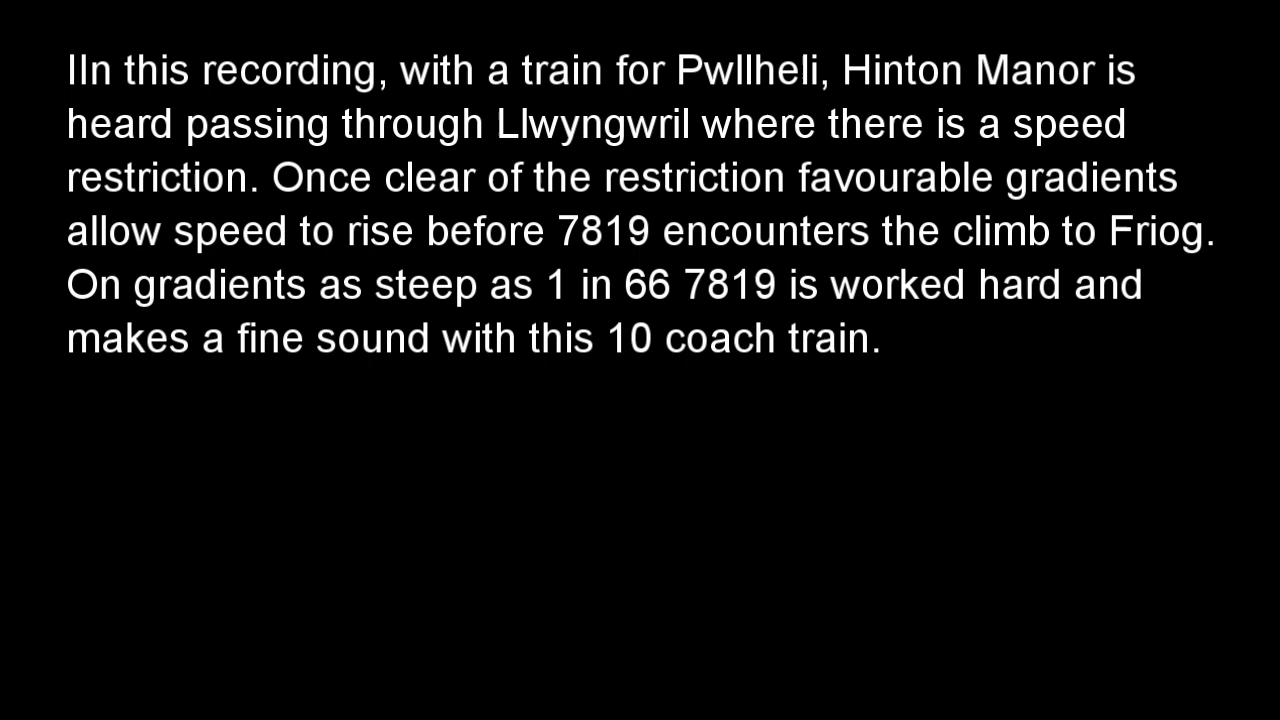 IIn this recording, with a train for Pwllheli, Hinton Manor is
heard passing through Llwyngwril where there is a speed
restriction. Once clear of the restriction favourable gradients
allow speed to rise before 7819 encounters the climb to Friog.
On gradients as steep as 1 in 66 7819 is worked hard and
makes a fine sound with this 10 coach train.